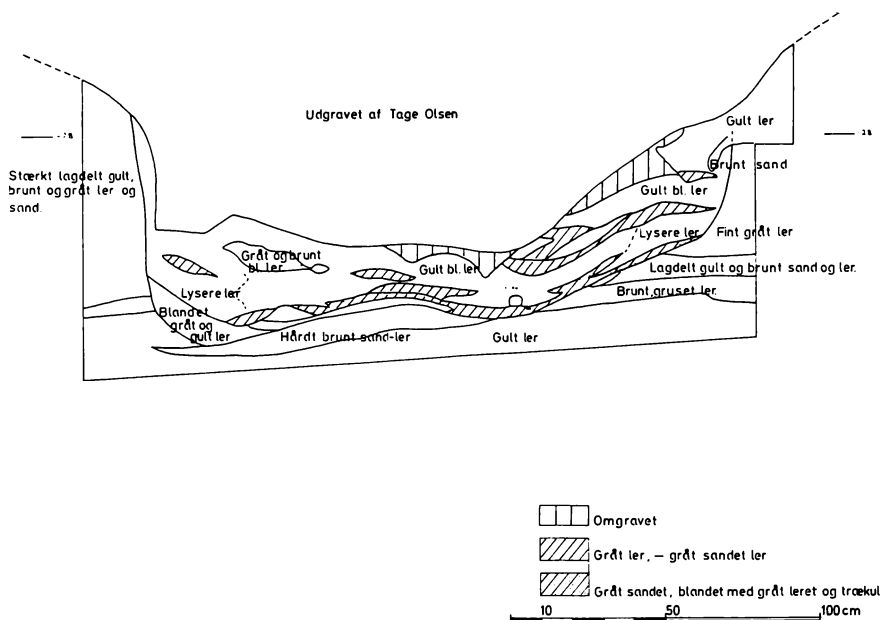 Udgravet af Tage Olsen
Gult ler
Brunt sand
Stærkt lagdelt gult,
brunt og gråt ler og
sand.
Gult bl. ler
Lysere ler
Fint gråt ler
Gråt og brunt
bl. ler
Gult bl. ler
Lagdelt gult og brunt sand og ler.
Lysere ler
Brunt, gruset ler.
Blandet
gråt og
gult ler
Hårdt brunt sand-ler
Gult ler
Omgravet
Gråt ler, – gråt sandet ler
Gråt sandet, blandet med gråt leret og trækul
10 50 100 cm